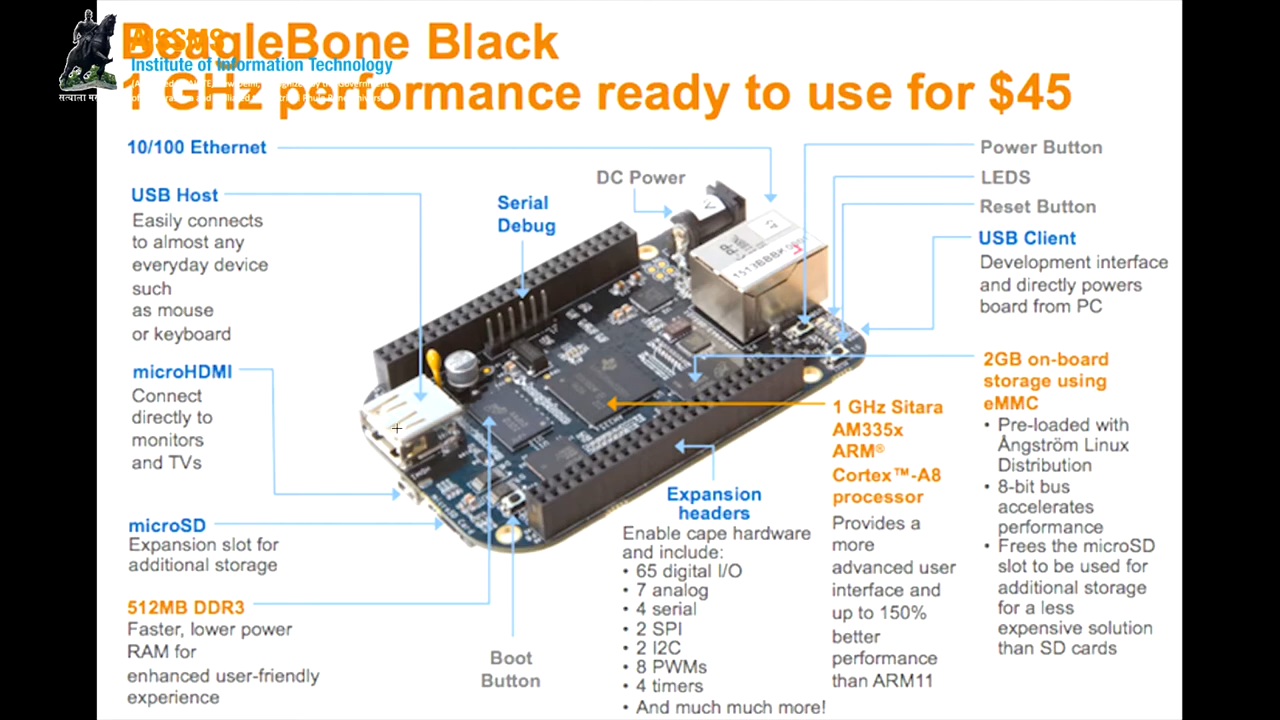 BeagleBone Black
AISSMS
Institute of Information Technology
1 GHz performance ready to use for $45
सत्याला
10/100 Ethernet
USB Host
Easily connects
to almost any
everyday device
such
as mouse
or keyboard
microHDMI
Connect
directly to
monitors
and TVs
microSD
Expansion slot for
additional storage
512MB DDR3
Faster, lower power
RAM for
enhanced user-friendly
experience
Serial
Debug
DC Power
Boot
Button
Expansion
headers
Enable cape hardware
and include:
• 65 digital I/O
• 7 analog
• 4 serial
• 2 SPI
• 2 I2C
• 8 PWMs
• 4 timers
• And much much more!
1 GHz Sitara
AM335x
ARM®
Cortex™-A8
processor
Provides a
more
advanced user
interface and
up to 150%
better
performance
than ARM11
Power Button
LEDS
Reset Button
USB Client
Development interface
and directly powers
board from PC
2GB on-board
storage using
eMMC
• Pre-loaded with
Ångström Linux
Distribution
• 8-bit bus
accelerates
performance
• Frees the microSD
slot to be used for
additional storage
for a less
expensive solution
than SD cards